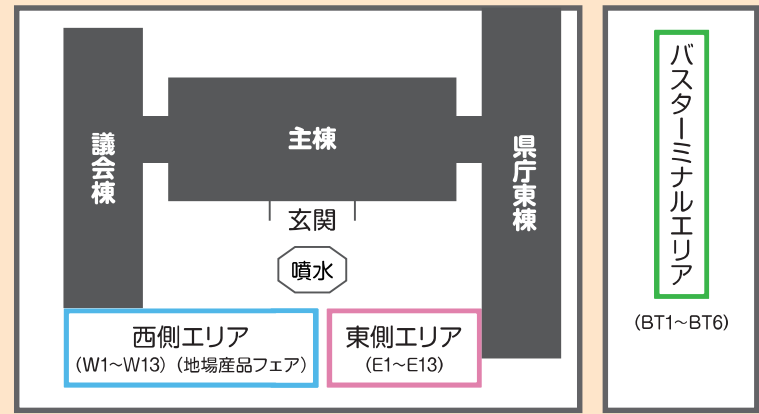 議会棟
主棟
県庁東棟
玄関
噴水
西側エリア
(W1~W13)(地場産品フェア)
東側エリア
(E1~E13)
バスターミナルエリア
(BT1~BT6)